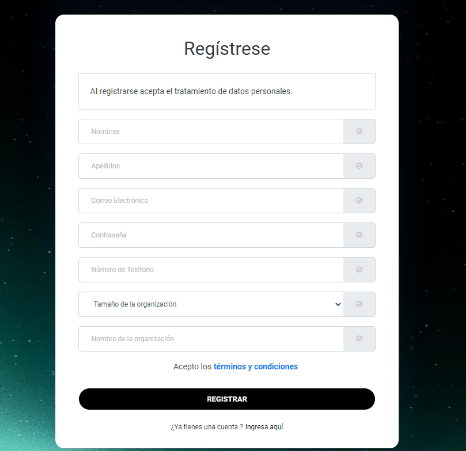 Regístrese
Al registrarse acepta el tratamiento de datos personales.
Nombres
Apellidos
Correo Electrónico
Contraseña
Número de Teléfono
Tamaño de la organización
Nombre de la organización
Acepto los términos y condiciones
REGISTRAR
¿Ya tienes una cuenta ? Ingresa aquí